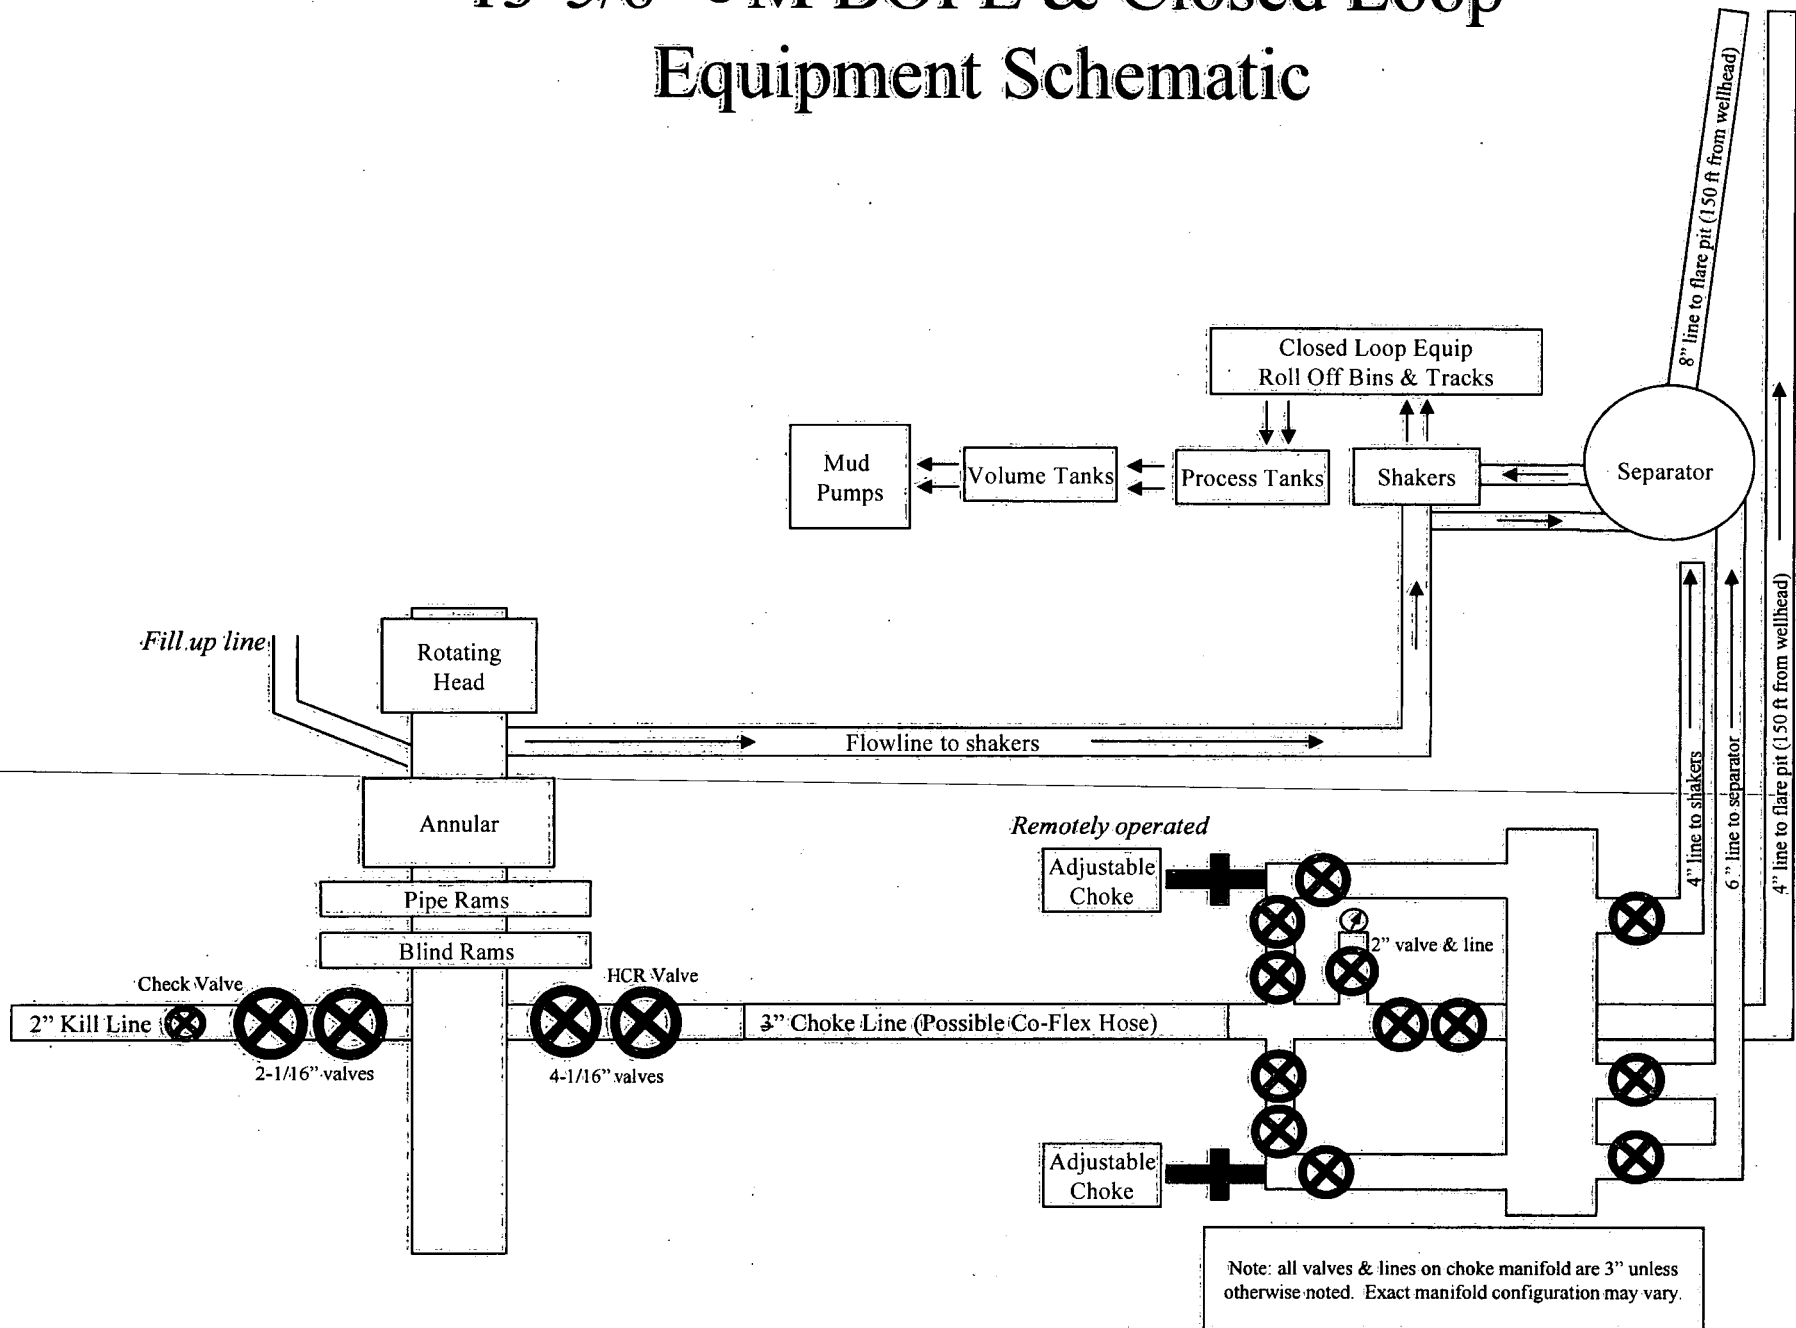 & Closed Loop
Equipment Schematic
8” line to flare pit (150 ft from wellhead)
Closed Loop Equip
Roll Off Bins & Tracks
Mud
Pumps
Volume Tanks
Process Tanks
Shakers
Separator
Fill up line
Rotating
Head
Flowline to shakers
Annular
Pipe Rams
Blind Rams
Check Valve
HCR Valve
2” Kill Line
2-1/16” valves
4-1/16” valves
3” Choke Line (Possible Co-Flex Hose)
Remotely operated
Adjustable
Choke
2” valve & line
Adjustable
Choke
4” line to shakers
6” line to separator
4” line to flare pit (150 ft from wellhead)
Note: all valves & lines on choke manifold are 3” unless
otherwise noted. Exact manifold configuration may vary.